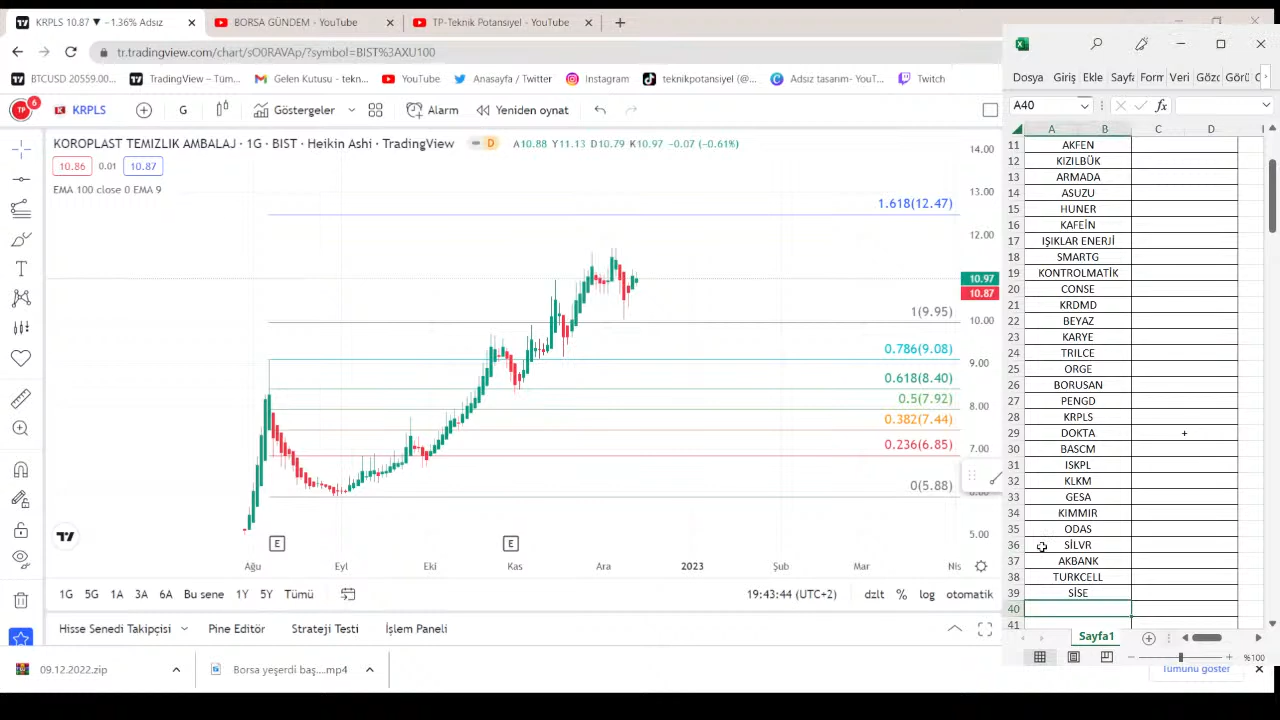 KRPLS 10.87 ▼ −1.36% Adsız
BORSA GÜNDEM - YouTube
TP-Teknik Potansiyel - YouTube
tr.tradingview.com/chart/sO0RAVAp/?symbol=BIST%3AXU100
BTCUSD 20559.00...
TradingView – Tüm...
Gelen Kutusu - tekn...
YouTube
Anasayfa / Twitter
Instagram
teknikpotansiyel (@...
Adsız tasarım- YouT...
Twitch
TP
6
KRPLS
G
Göstergeler
Alarm
Yeniden oynat
KOROPLAST TEMIZLIK AMBALAJ · 1G · BIST · Heikin Ashi · TradingView
D
A10.88 Y11.13 D10.79 K10.97 −0.07 (−0.61%)
10.86
0.01
10.87
EMA 100 close 0 EMA 9
14.00
13.00
1.618(12.47)
12.00
10.97
10.87
1(9.95)
10.00
0.786(9.08)
9.00
0.618(8.40)
0.5(7.92)
8.00
0.382(7.44)
0.236(6.85)
7.00
0(5.88)
6.00
5.00
E
E
Ağu
Eyl
Eki
Kas
Ara
2023
Şub
Mar
Nis
1G
5G
1A
3A
6A
Bu sene
1Y
5Y
Tümü
19:43:44 (UTC+2)
dzlt
%
log
otomatik
Hisse Senedi Takipçisi
Pine Editör
Strateji Testi
İşlem Paneli
09.12.2022.zip
Borsa yeşerdi baş....mp4
Tümünü göster
Dosya
Giriş
Ekle
Sayfa
Form
Veri
Gözd
Görü
A40
fx
A
B
C
D
11 AKFEN
12 KIZILBÜK
13 ARMADA
14 ASUZU
15 HUNER
16 KAFEİN
17 IŞIKLAR ENERJİ
18 SMARTG
19 KONTROLMATİK
20 CONSE
21 KRDMD
22 BEYAZ
23 KARYE
24 TRILCE
25 ORGE
26 BORUSAN
27 PENGD
28 KRPLS
29 DOKTA +
30 BASCM
31 ISKPL
32 KLKM
33 GESA
34 KIMMIR
35 ODAS
36 SİLVR
37 AKBANK
38 TURKCELL
39 SİSE
40
41
Sayfa1
%100